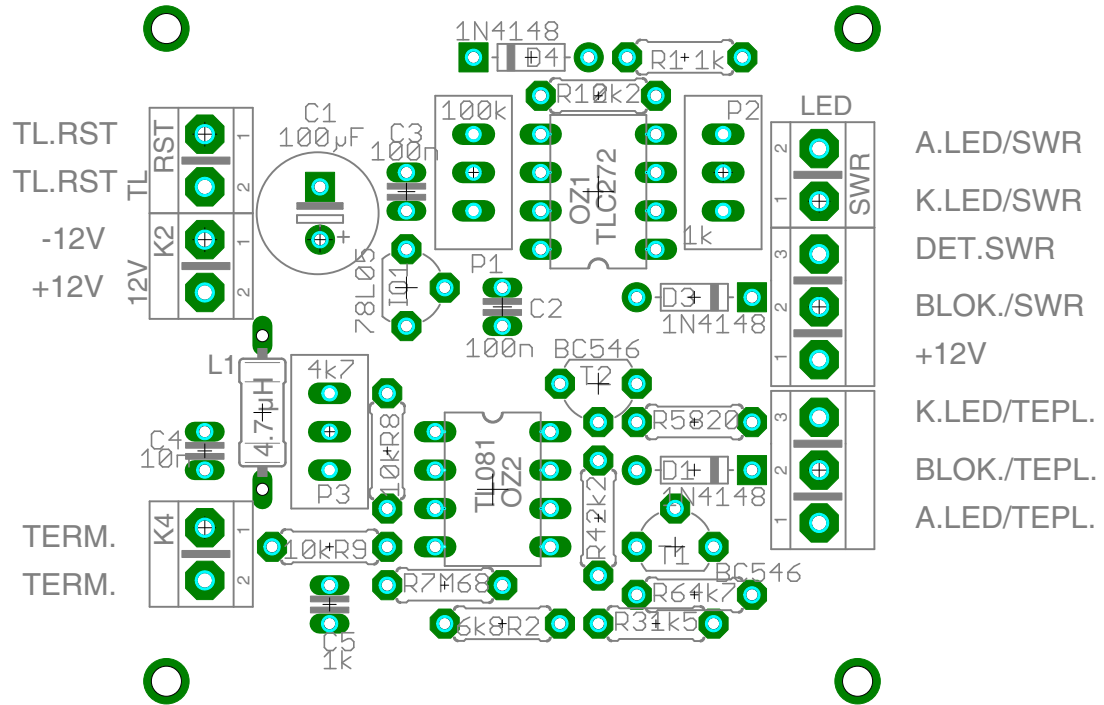 1N4148
D4
R1 1k
R10
2k2
C1
100µF
C3
100n
100k
P2
LED
TL.RST
TL
RST
1
2
TL.RST
OZ1
TLC272
2
1
SWR
A.LED/SWR
K.LED/SWR
-12V
+12V
12V
K2
1
2
+
78L05
IO1
P1
C2
100n
1k
D3
1N4148
3
2
1
DET.SWR
BLOK./SWR
+12V
L1
4.7 µH
4k7
P3
10k R8
BC546
T2
R5 820
C4
10n
TL081
OZ2
R4 2k2
D1
1N4148
3
2
1
K.LED/TEPL.
BLOK./TEPL.
A.LED/TEPL.
TERM.
TERM.
K4
1
2
10k R9
T1
BC546
R7 M68
R6 4k7
C5
1k
6k8 R2
R3 1k5